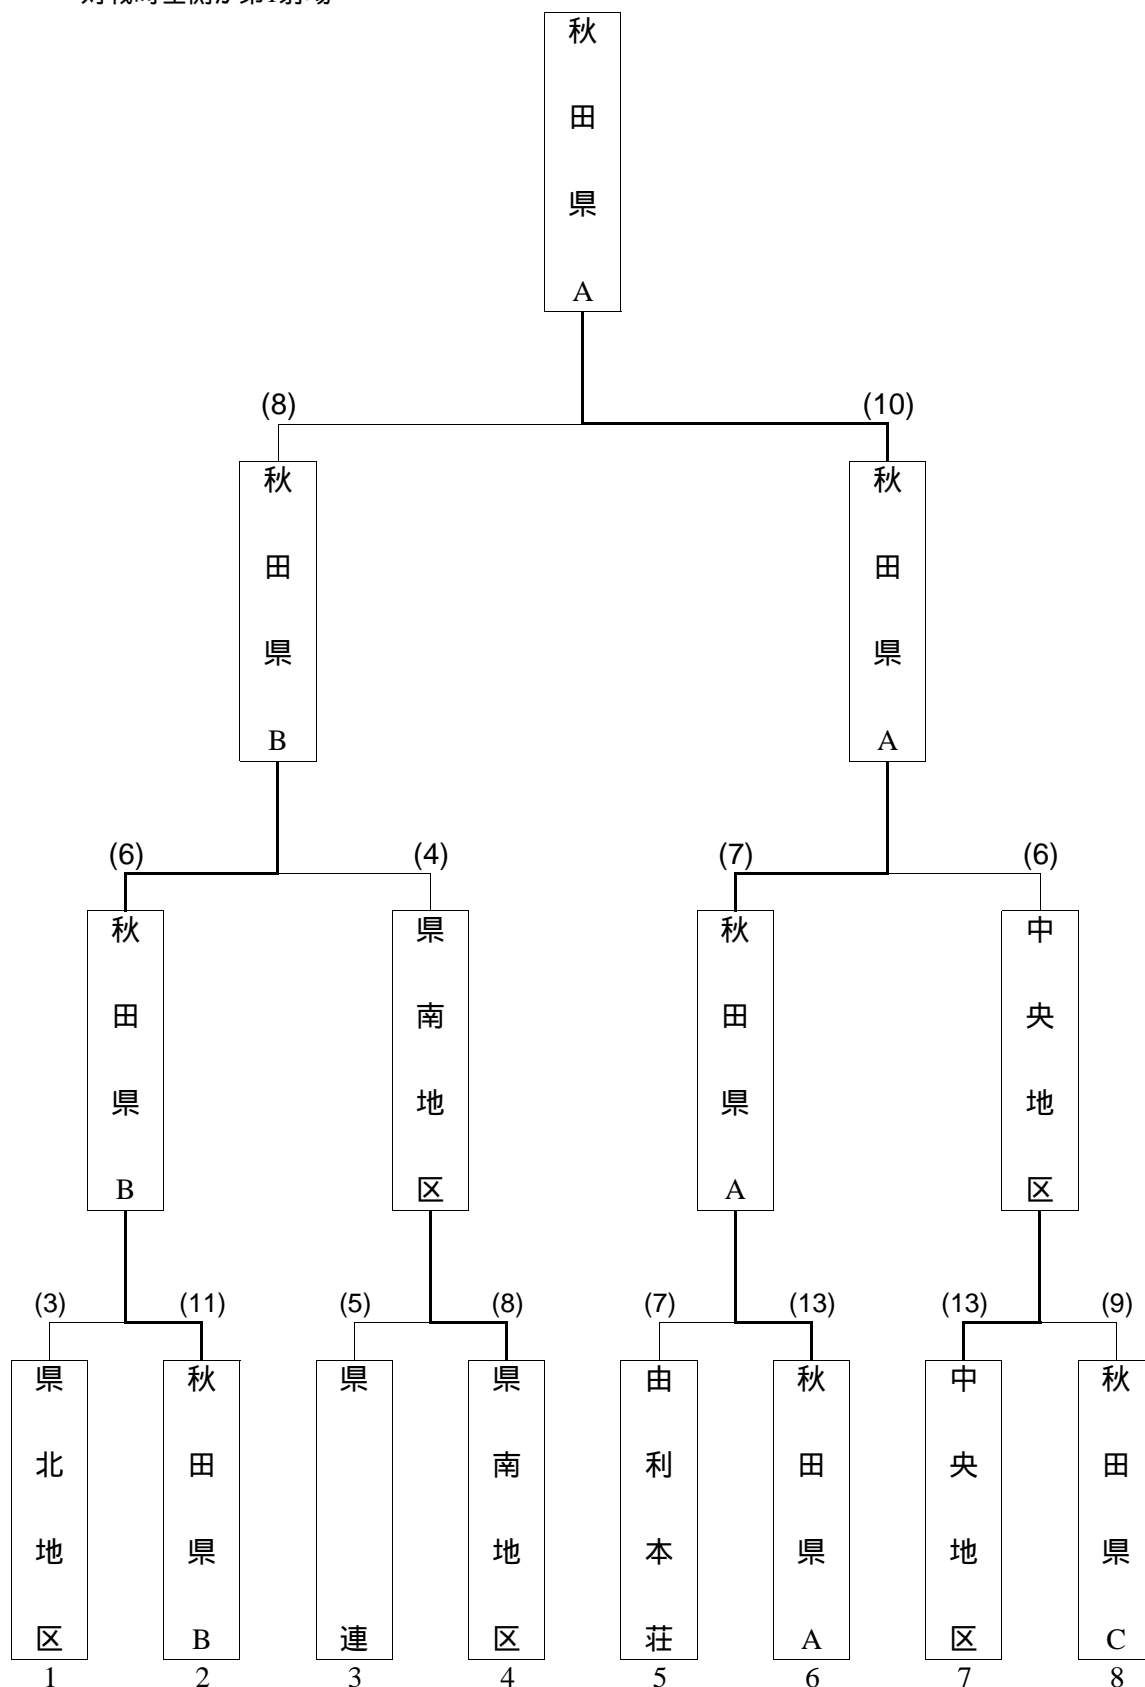 秋田県A
(8) (10)
秋田県B 秋田県A
(6) (4) (7) (6)
秋田県B 県南地区 秋田県A 中央地区
(3) (11) (5) (8) (7) (13) (13) (9)
県北地区 秋田県B 県連 県南地区 由利本荘 秋田県A 中央地区 秋田県C
1 2 3 4 5 6 7 8